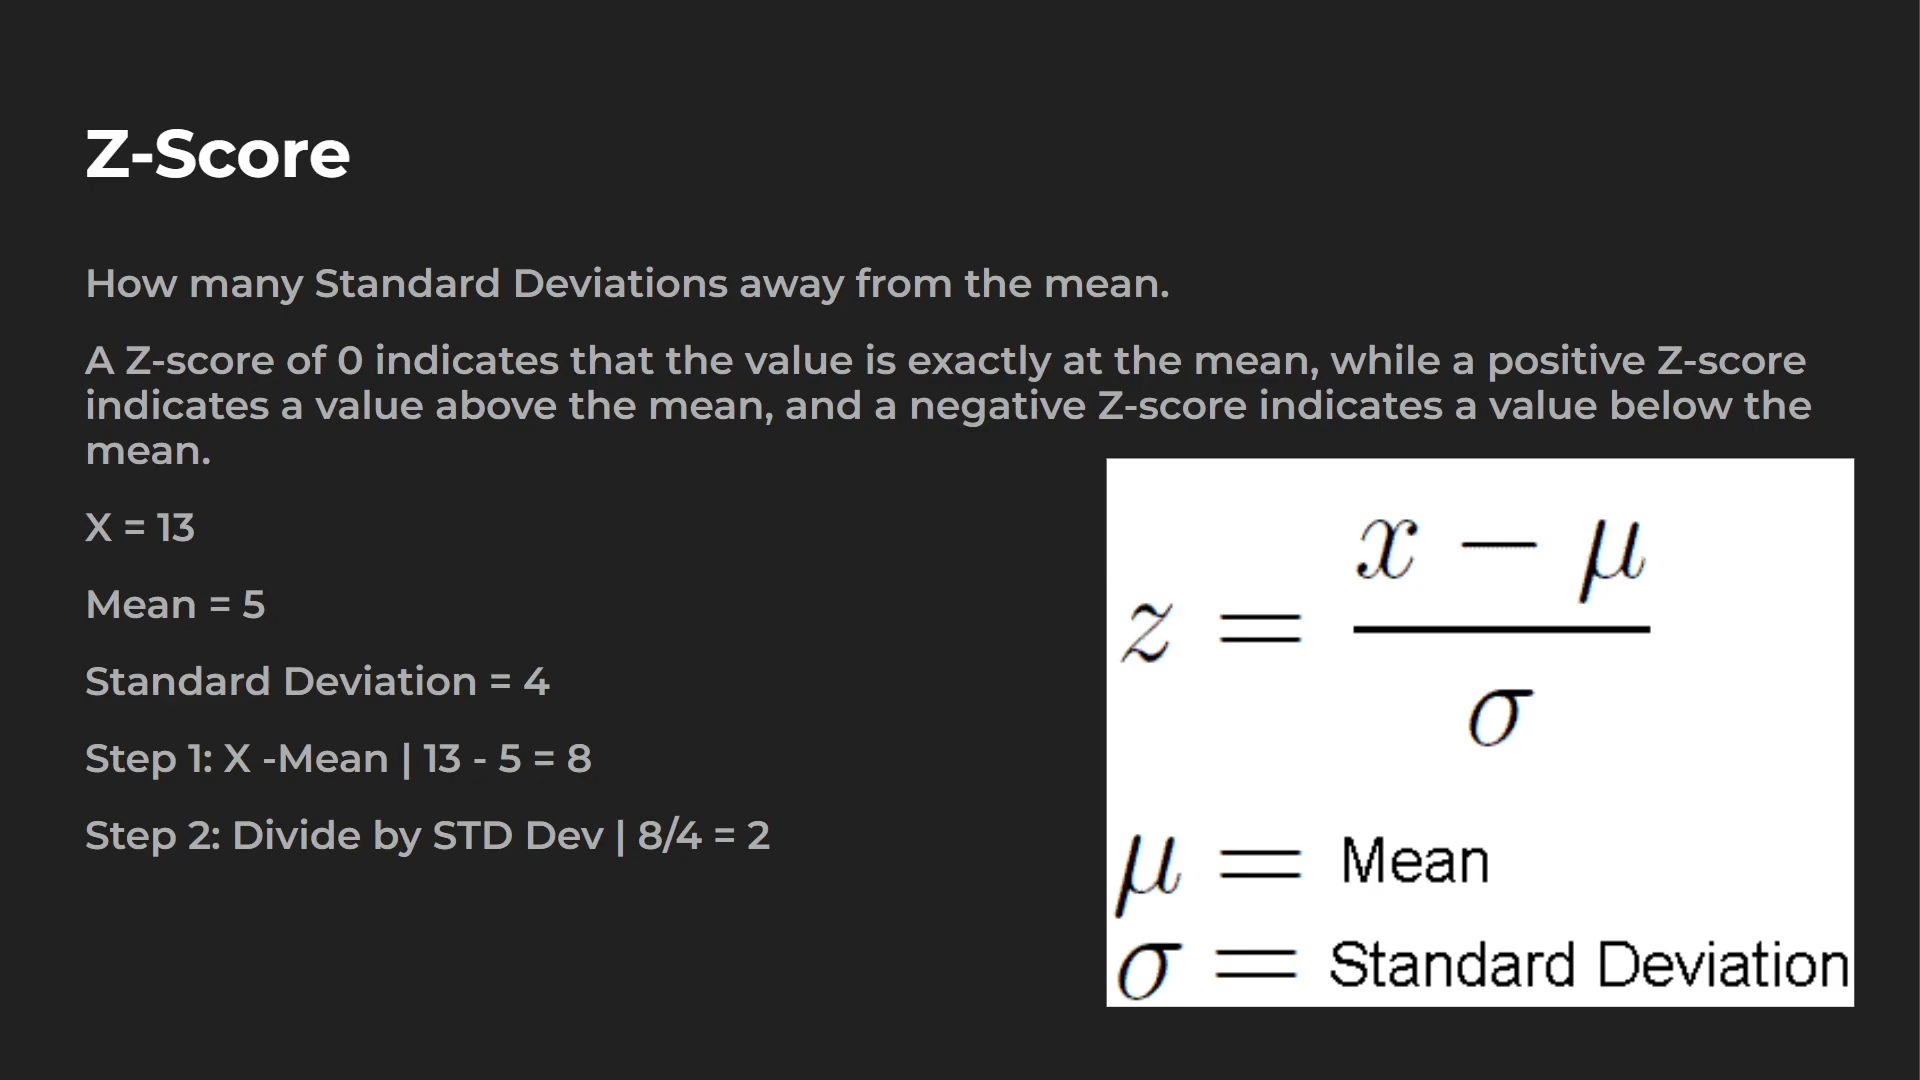 Z-Score
How many Standard Deviations away from the mean.
A Z-score of 0 indicates that the value is exactly at the mean, while a positive Z-score
indicates a value above the mean, and a negative Z-score indicates a value below the
mean.
X = 13
Mean = 5
Standard Deviation = 4
Step 1: X -Mean | 13 - 5 = 8
Step 2: Divide by STD Dev | 8/4 = 2
x − μ
z =
σ
μ = Mean
σ = Standard Deviation